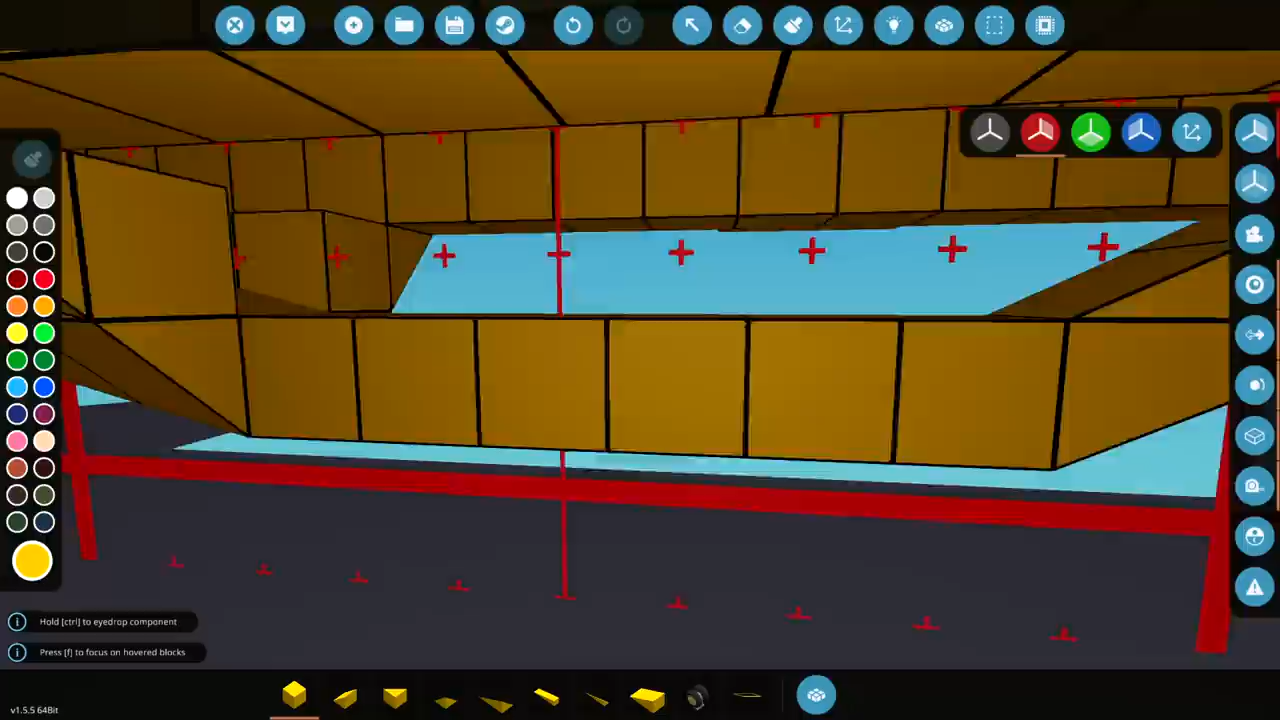 Hold [ctrl] to eyedrop component
Press [f] to focus on hovered blocks
v1.5.5 64Bit